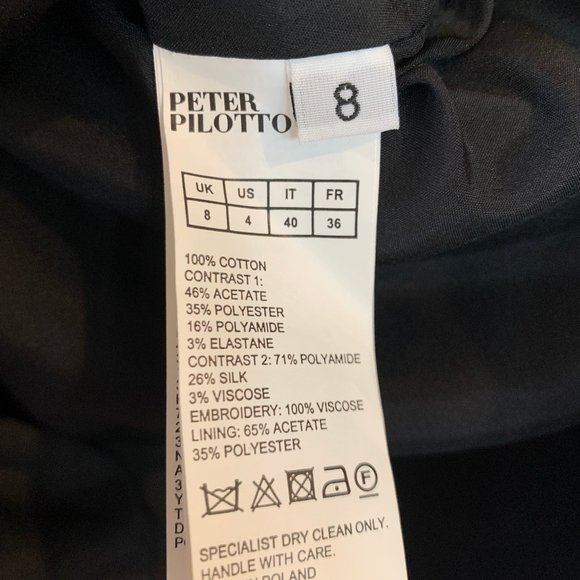 PETER
PILOTTO
8
UK US IT FR
8 4 40 36
100% COTTON
CONTRAST 1:
46% ACETATE
35% POLYESTER
16% POLYAMIDE
3% ELASTANE
CONTRAST 2: 71% POLYAMIDE
26% SILK
3% VISCOSE
EMBROIDERY: 100% VISCOSE
LINING: 65% ACETATE
35% POLYESTER
F
SPECIALIST DRY CLEAN ONLY.
HANDLE WITH CARE.
POLAND